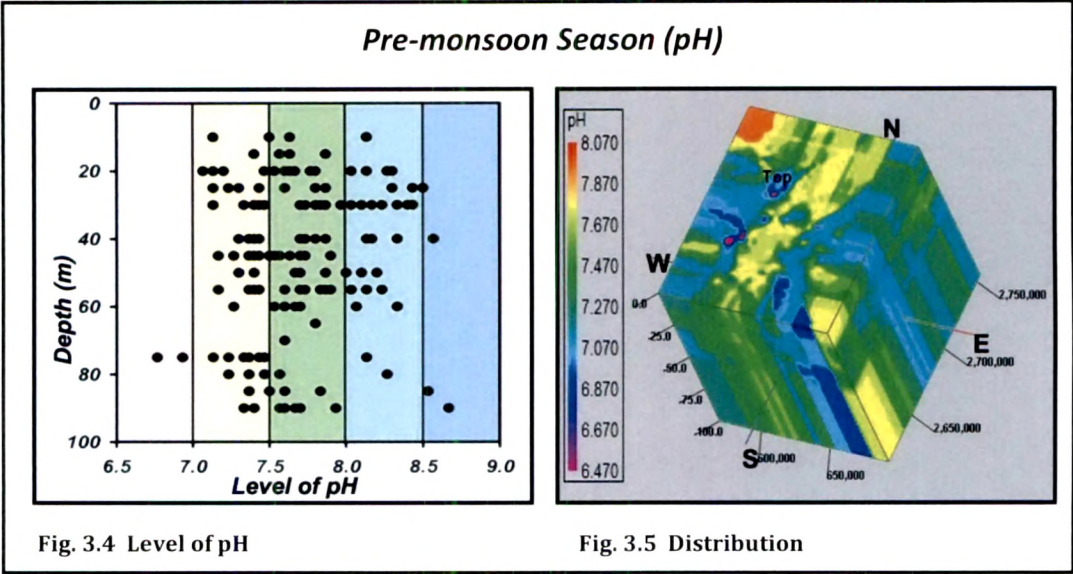 Pre-monsoon Season (pH)
0
20
40
60
80
100
Depth (m)
6.5 7.0 7.5 8.0 8.5 9.0
Level of pH
pH
8.070
7.870
7.670
7.470
7.270
7.070
6.870
6.670
6.470
N
Top
W
E
S
0.0
-25.0
-50.0
-75.0
-100.0
600,000
650,000
2,650,000
2,700,000
2,750,000
Fig. 3.4 Level of pH
Fig. 3.5 Distribution